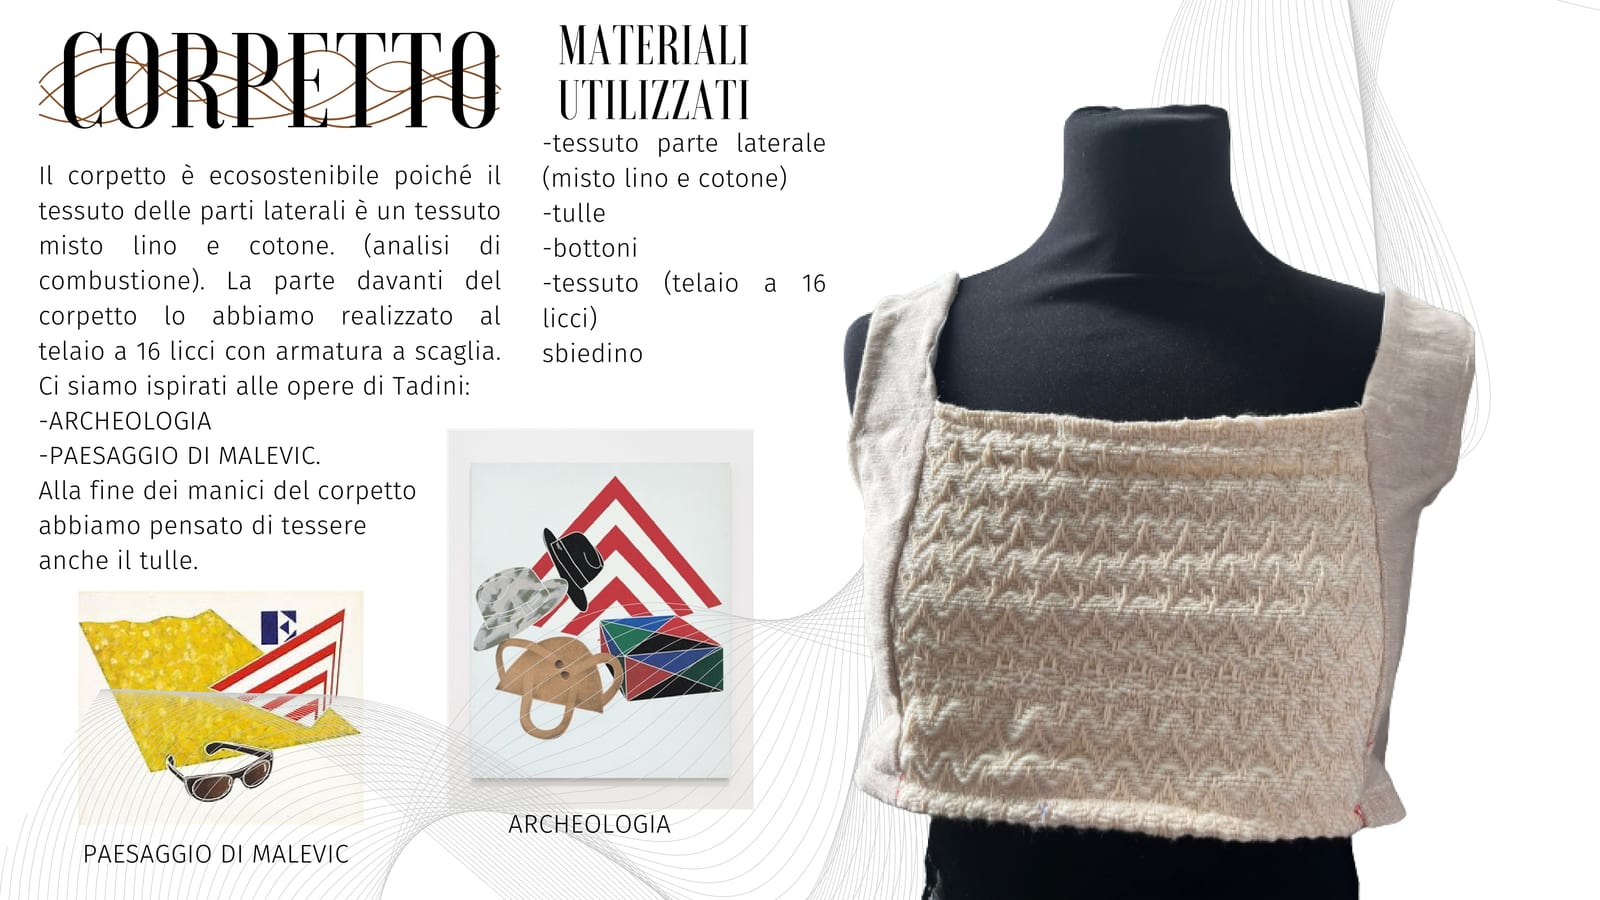 CORPETTO
Il corpetto è ecosostenibile poiché il
tessuto delle parti laterali è un tessuto
misto lino e cotone. (analisi di
combustione). La parte davanti del
corpetto lo abbiamo realizzato al
telaio a 16 licci con armatura a scaglia.
Ci siamo ispirati alle opere di Tadini:
-ARCHEOLOGIA
-PAESAGGIO DI MALEVIC.
Alla fine dei manici del corpetto
abbiamo pensato di tessere
anche il tulle.
MATERIALI
UTILIZZATI
-tessuto parte laterale
(misto lino e cotone)
-tulle
-bottoni
-tessuto (telaio a 16
licci)
sbiedino
E
PAESAGGIO DI MALEVIC
ARCHEOLOGIA